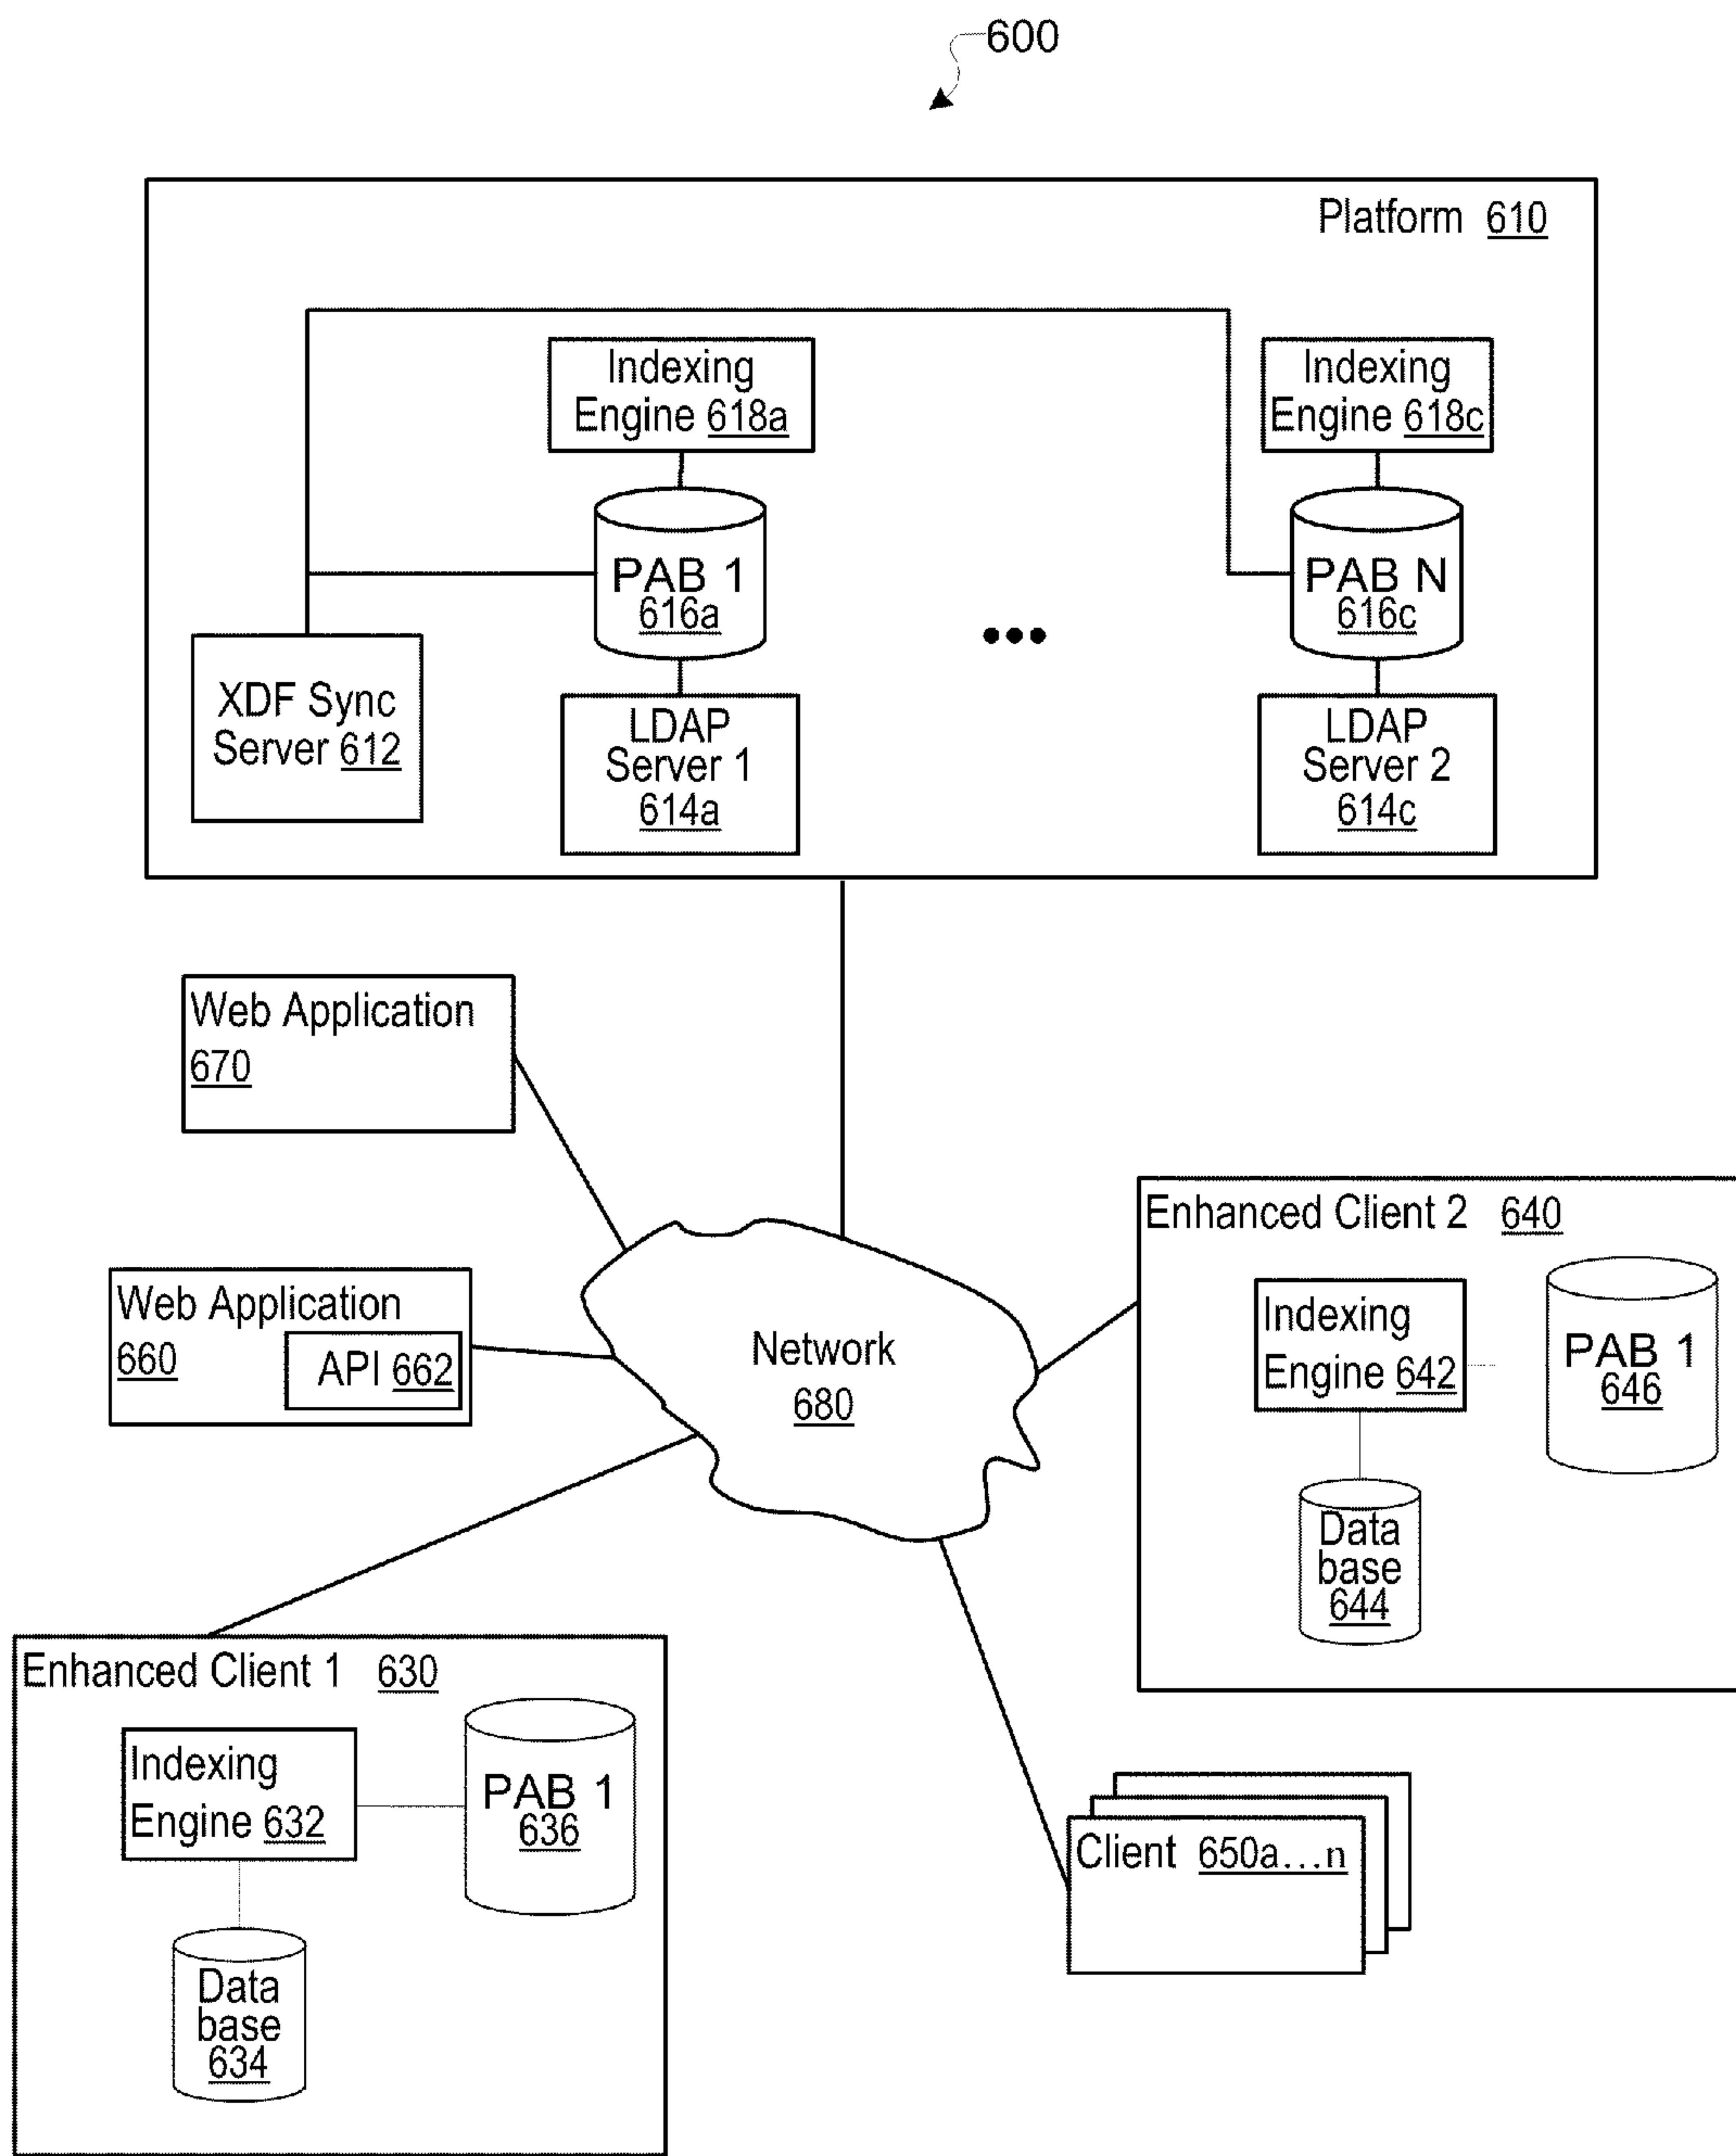 600
Platform 610
Indexing
Engine 618a
Indexing
Engine 618c
PAB 1
616a
PAB N
616c
XDF Sync
Server 612
LDAP
Server 1
614a
LDAP
Server 2
614c
Web Application
670
Web Application
660
API 662
Network
680
Enhanced Client 2 640
Indexing
Engine 642
PAB 1
646
Data
base
644
Enhanced Client 1 630
Indexing
Engine 632
PAB 1
636
Data
base
634
Client 650a...n